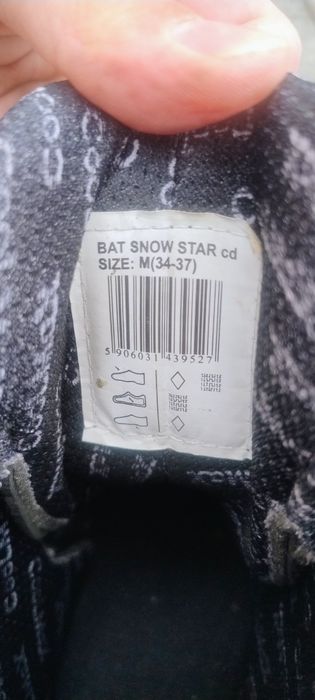 BAT SNOW STAR cd
SIZE: M(34-37)
5 906031 439527